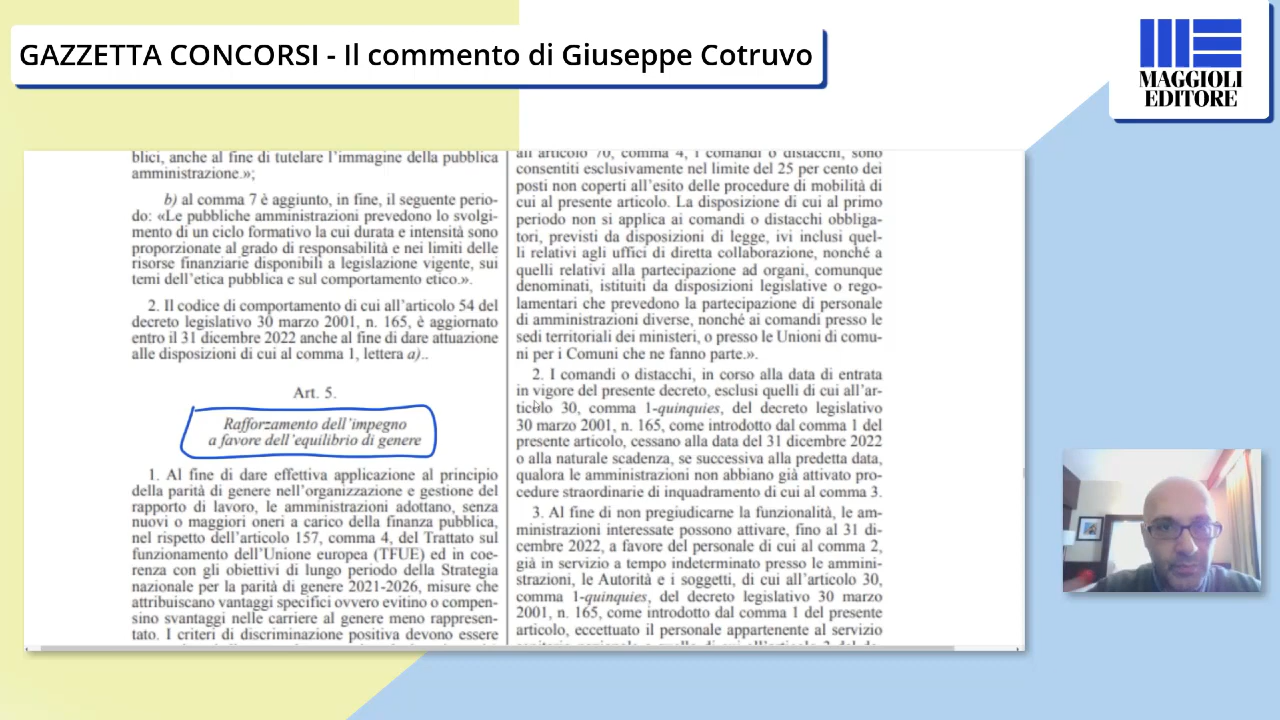 GAZZETTA CONCORSI - Il commento di Giuseppe Cotruvo
MAGGIOLI
EDITORE
blici, anche al fine di tutelare l'immagine della pubblica
amministrazione.»;
b) al comma 7 è aggiunto, in fine, il seguente perio-
do: «Le pubbliche amministrazioni prevedono lo svolgi-
mento di un ciclo formativo la cui durata e intensità sono
proporzionate al grado di responsabilità e nei limiti delle
risorse finanziarie disponibili a legislazione vigente, sui
temi dell'etica pubblica e sul comportamento etico.».
2. Il codice di comportamento di cui all'articolo 54 del
decreto legislativo 30 marzo 2001, n. 165, è aggiornato
entro il 31 dicembre 2022 anche al fine di dare attuazione
alle disposizioni di cui al comma 1, lettera a)..
Art. 5.
Rafforzamento dell'impegno
a favore dell'equilibrio di genere
1. Al fine di dare effettiva applicazione al principio
della parità di genere nell'organizzazione e gestione del
rapporto di lavoro, le amministrazioni adottano, senza
nuovi o maggiori oneri a carico della finanza pubblica,
nel rispetto dell'articolo 157, comma 4, del Trattato sul
funzionamento dell'Unione europea (TFUE) ed in coe-
renza con gli obiettivi di lungo periodo della Strategia
nazionale per la parità di genere 2021-2026, misure che
attribuiscano vantaggi specifici ovvero evitino o compen-
sino svantaggi nelle carriere al genere meno rappresen-
tato. I criteri di discriminazione positiva devono essere
all'articolo 70, comma 4, i comandi o distacchi, sono
consentiti esclusivamente nel limite del 25 per cento dei
posti non coperti all'esito delle procedure di mobilità di
cui al presente articolo. La disposizione di cui al primo
periodo non si applica ai comandi o distacchi obbliga-
tori, previsti da disposizioni di legge, ivi inclusi quel-
li relativi agli uffici di diretta collaborazione, nonché a
quelli relativi alla partecipazione ad organi, comunque
denominati, istituiti da disposizioni legislative o rego-
lamentari che prevedono la partecipazione di personale
di amministrazioni diverse, nonché ai comandi presso le
sedi territoriali dei ministeri, o presso le Unioni di comu-
ni per i Comuni che ne fanno parte.».
2. I comandi o distacchi, in corso alla data di entrata
in vigore del presente decreto, esclusi quelli di cui all'ar-
ticolo 30, comma 1-quinquies, del decreto legislativo
30 marzo 2001, n. 165, come introdotto dal comma 1 del
presente articolo, cessano alla data del 31 dicembre 2022
o alla naturale scadenza, se successiva alla predetta data,
qualora le amministrazioni non abbiano già attivato pro-
cedure straordinarie di inquadramento di cui al comma 3.
3. Al fine di non pregiudicarne la funzionalità, le am-
ministrazioni interessate possono attivare, fino al 31 di-
cembre 2022, a favore del personale di cui al comma 2,
già in servizio a tempo indeterminato presso le ammini-
strazioni, le Autorità e i soggetti, di cui all'articolo 30,
comma 1-quinquies, del decreto legislativo 30 marzo
2001, n. 165, come introdotto dal comma 1 del presente
articolo, eccettuato il personale appartenente al servizio